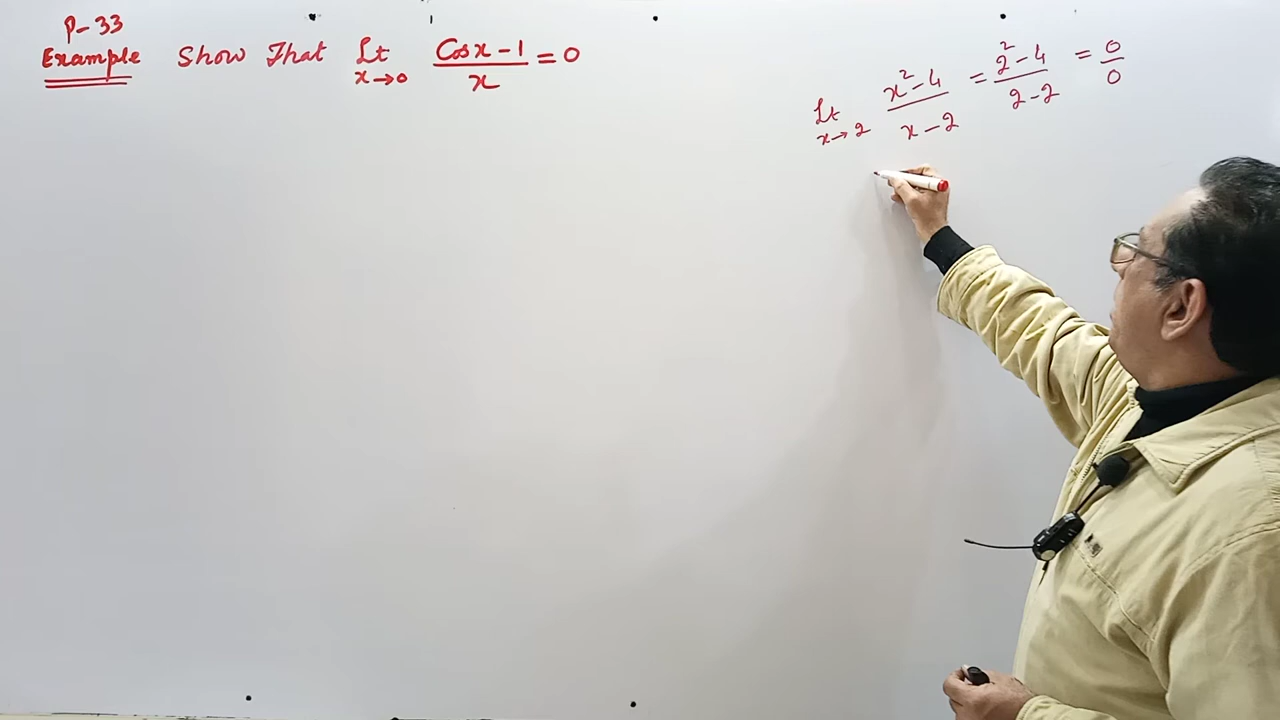 P-33
Example Show That Lt x→0 (Cosx-1)/x = 0
Lt x→2 (x²-4)/(x-2) = (2²-4)/(2-2) = 0/0